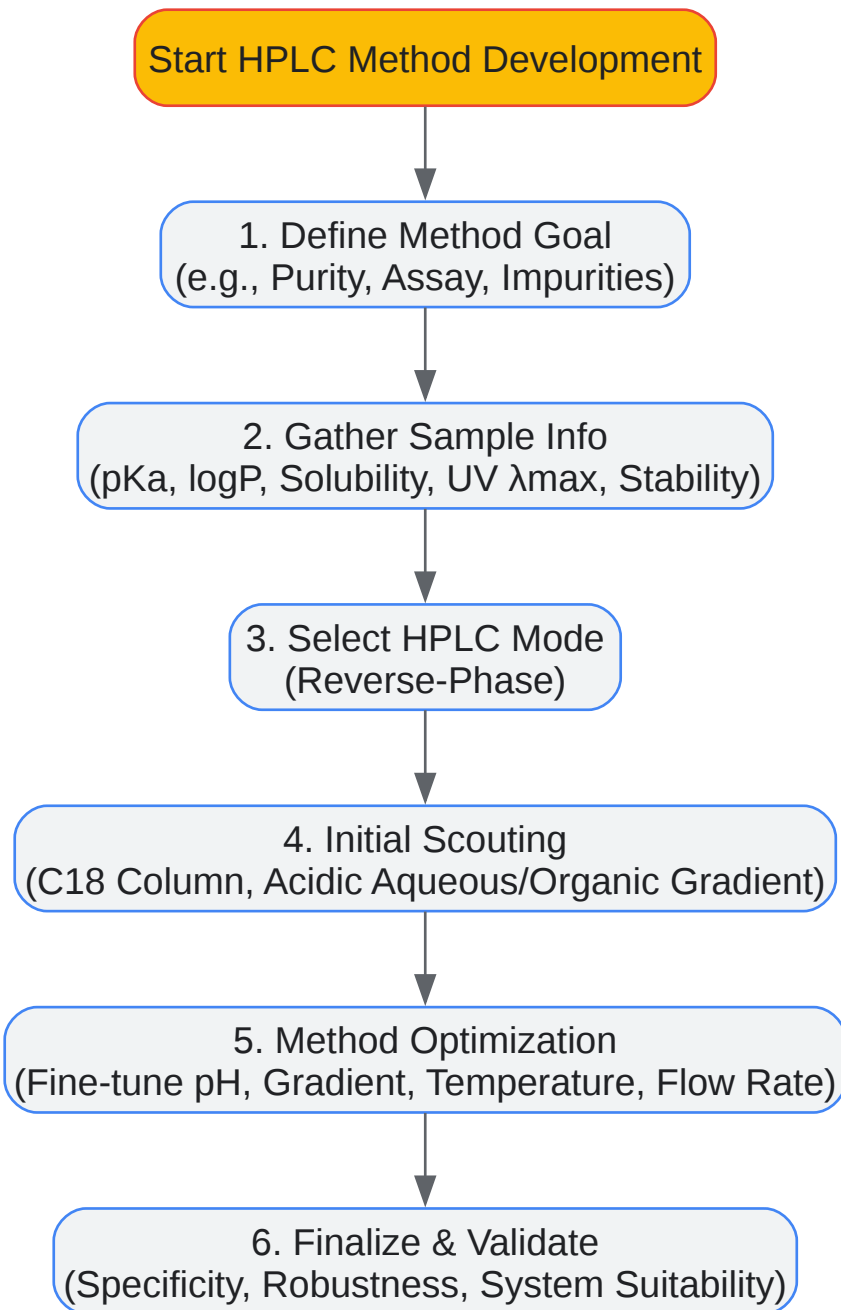 Start HPLC Method Development
1. Define Method Goal
(e.g., Purity, Assay, Impurities)
2. Gather Sample Info
(pKa, logP, Solubility, UV λmax, Stability)
3. Select HPLC Mode
(Reverse-Phase)
4. Initial Scouting
(C18 Column, Acidic Aqueous/Organic Gradient)
5. Method Optimization
(Fine-tune pH, Gradient, Temperature, Flow Rate)
6. Finalize & Validate
(Specificity, Robustness, System Suitability)